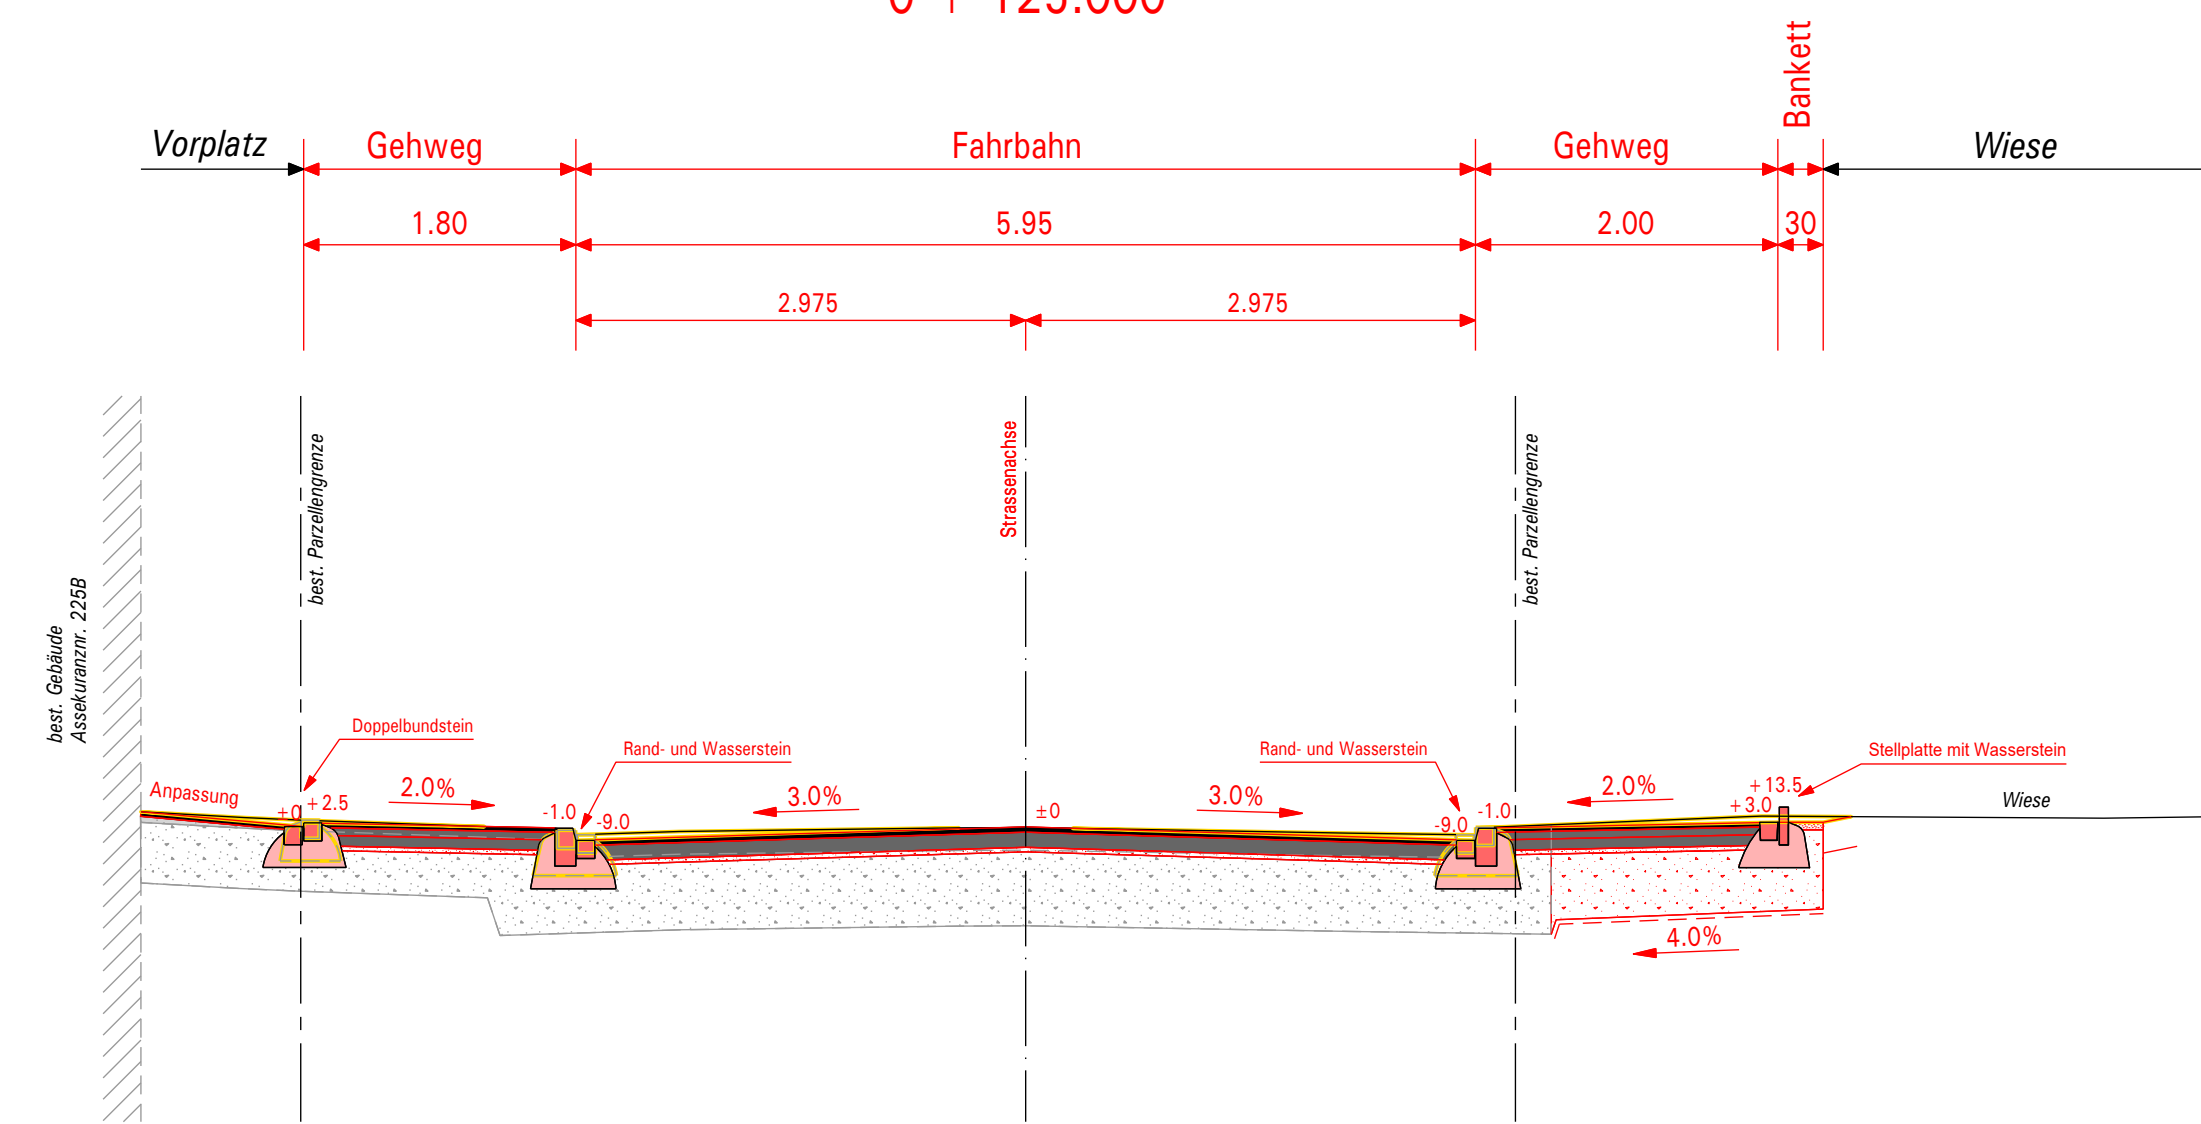 0 + 125.000
Bankett
Vorplatz
Gehweg
Fahrbahn
Gehweg
Wiese
1.80
5.95
2.00
30
2.975
2.975
best. Gebäude
Assekuranznr. 225B
best. Parzellengrenze
Strassenachse
best. Parzellengrenze
Doppelbundstein
Rand- und Wasserstein
Rand- und Wasserstein
Stellplatte mit Wasserstein
Anpassung
±0
+2.5
2.0%
-1.0
-9.0
3.0%
±0
3.0%
-9.0
-1.0
2.0%
+3.0
+13.5
Wiese
4.0%